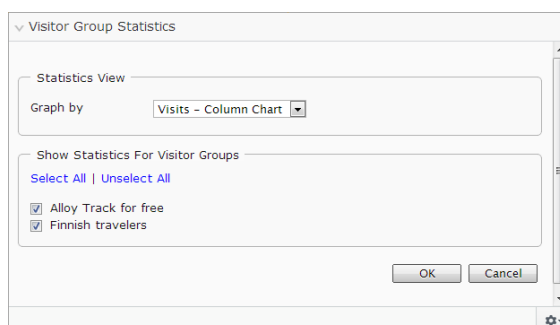 Visitor Group Statistics
Statistics View
Graph by Visits – Column Chart
Show Statistics For Visitor Groups
Select All | Unselect All
Alloy Track for free
Finnish travelers
OK Cancel